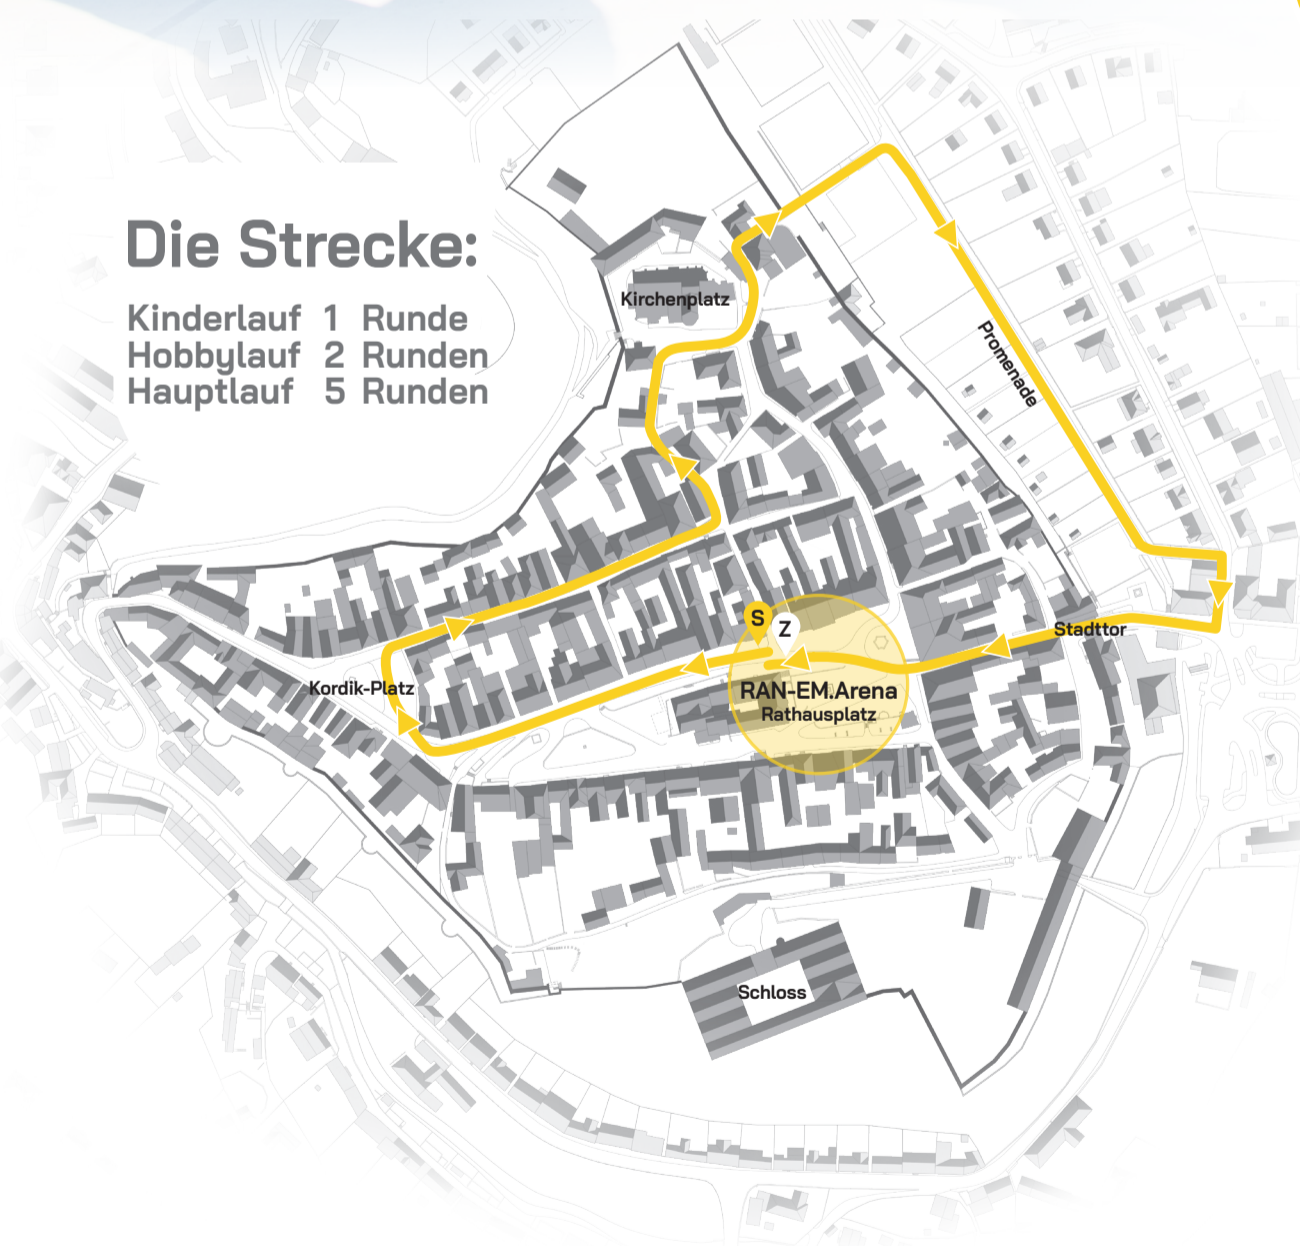 Die Strecke:
Kinderlauf 1 Runde
Hobbylauf 2 Runden
Hauptlauf 5 Runden
Kirchenplatz
Promenade
S
Z
Stadttor
Kordik-Platz
RAN-EM.Arena
Rathausplatz
Schloss